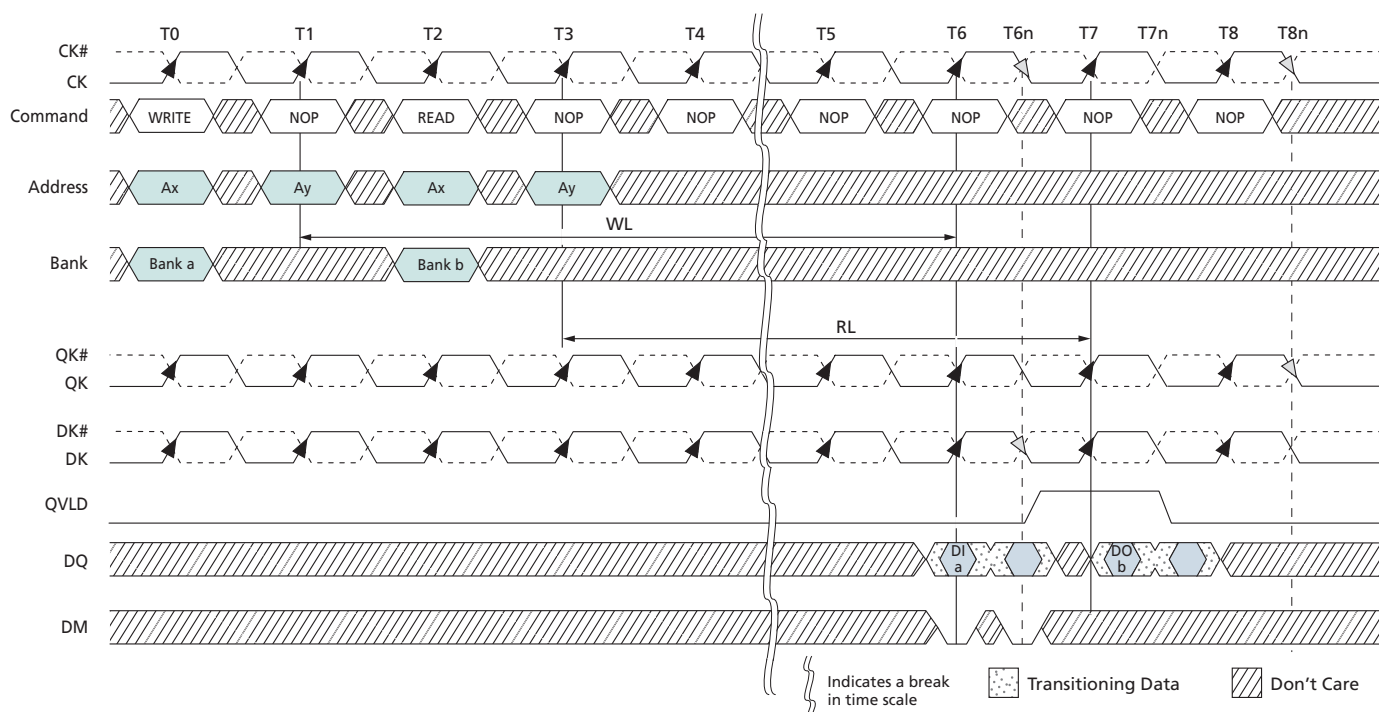 T0 T1 T2 T3 T4 T5 T6 T6n T7 T7n T8 T8n
CK#
CK
Command WRITE NOP READ NOP NOP NOP NOP NOP NOP
Address Ax Ay Ax Ay
WL
Bank Bank a Bank b
RL
QK#
QK
DK#
DK
QVLD
DQ DI a DO b
DM
Indicates a break
in time scale
Transitioning Data
Don't Care